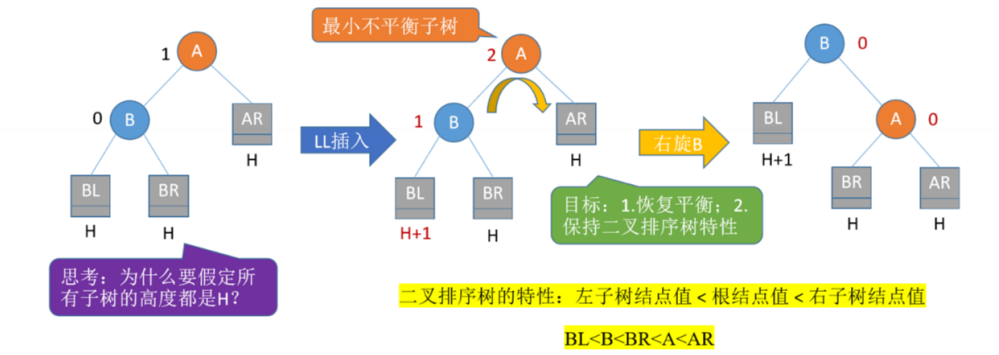 最小不平衡子树
1
A
2
A
B
0
0
B
AR
1
B
AR
BL
A
0
H
LL插入
H
右旋B
H+1
BL
BR
BL
BR
BR
AR
H
H
H+1
H
H
H
目标：1.恢复平衡；2.
保持二叉排序树特性
思考：为什么要假定所
有子树的高度都是H？
二叉排序树的特性：左子树结点值 < 根结点值 < 右子树结点值
BL<B<BR<A<AR